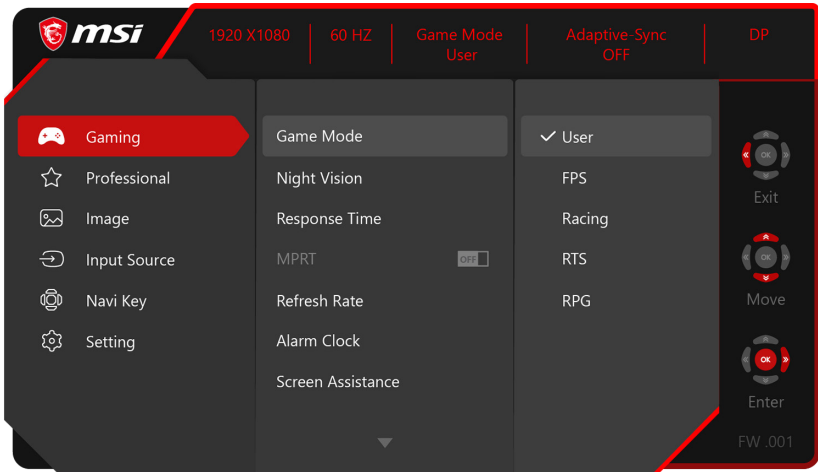 msi
1920 X1080
60 HZ
Game Mode
User
Adaptive-Sync
OFF
DP
Gaming
Professional
Image
Input Source
Navi Key
Setting
Game Mode
Night Vision
Response Time
MPRT
OFF
Refresh Rate
Alarm Clock
Screen Assistance
User
FPS
Racing
RTS
RPG
OK
Exit
OK
Move
OK
Enter
FW .001